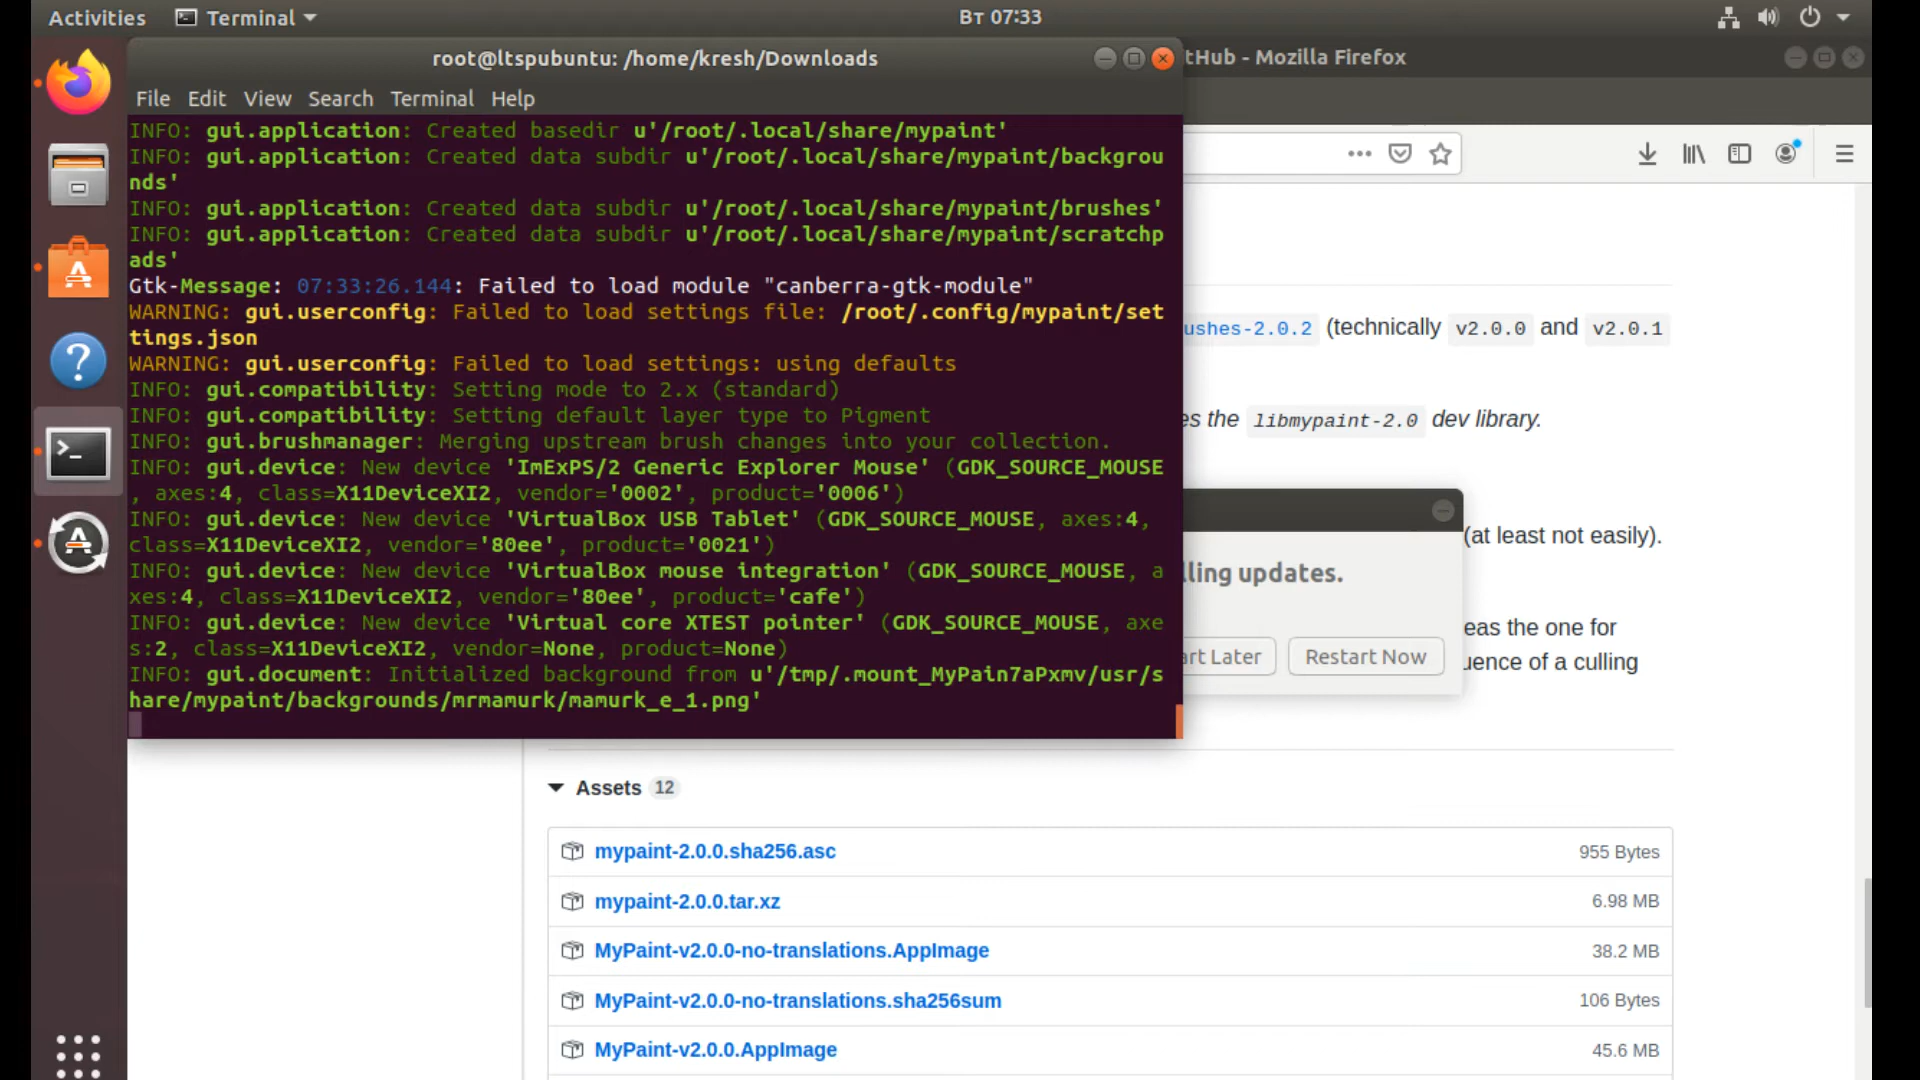 Activities
Terminal
Вт 07:33
root@ltspubuntu: /home/kresh/Downloads
tHub - Mozilla Firefox
File Edit View Search Terminal Help
INFO: gui.application: Created basedir u'/root/.local/share/mypaint'
INFO: gui.application: Created data subdir u'/root/.local/share/mypaint/backgrou
nds'
INFO: gui.application: Created data subdir u'/root/.local/share/mypaint/brushes'
INFO: gui.application: Created data subdir u'/root/.local/share/mypaint/scratchp
ads'
Gtk-Message: 07:33:26.144: Failed to load module "canberra-gtk-module"
WARNING: gui.userconfig: Failed to load settings file: /root/.config/mypaint/set
tings.json
WARNING: gui.userconfig: Failed to load settings: using defaults
INFO: gui.compatibility: Setting mode to 2.x (standard)
INFO: gui.compatibility: Setting default layer type to Pigment
INFO: gui.brushmanager: Merging upstream brush changes into your collection.
INFO: gui.device: New device 'ImExPS/2 Generic Explorer Mouse' (GDK_SOURCE_MOUSE
, axes:4, class=X11DeviceXI2, vendor='0002', product='0006')
INFO: gui.device: New device 'VirtualBox USB Tablet' (GDK_SOURCE_MOUSE, axes:4,
class=X11DeviceXI2, vendor='80ee', product='0021')
INFO: gui.device: New device 'VirtualBox mouse integration' (GDK_SOURCE_MOUSE, a
xes:4, class=X11DeviceXI2, vendor='80ee', product='cafe')
INFO: gui.device: New device 'Virtual core XTEST pointer' (GDK_SOURCE_MOUSE, axe
s:2, class=X11DeviceXI2, vendor=None, product=None)
INFO: gui.document: Initialized background from u'/tmp/.mount_MyPain7aPxmv/usr/s
hare/mypaint/backgrounds/mrmamurk/mamurk_e_1.png'
ushes-2.0.2 (technically v2.0.0 and v2.0.1
es the libmypaint-2.0 dev library.
(at least not easily).
lling updates.
eas the one for
art Later
Restart Now
uence of a culling
Assets 12
mypaint-2.0.0.sha256.asc 955 Bytes
mypaint-2.0.0.tar.xz 6.98 MB
MyPaint-v2.0.0-no-translations.AppImage 38.2 MB
MyPaint-v2.0.0-no-translations.sha256sum 106 Bytes
MyPaint-v2.0.0.AppImage 45.6 MB